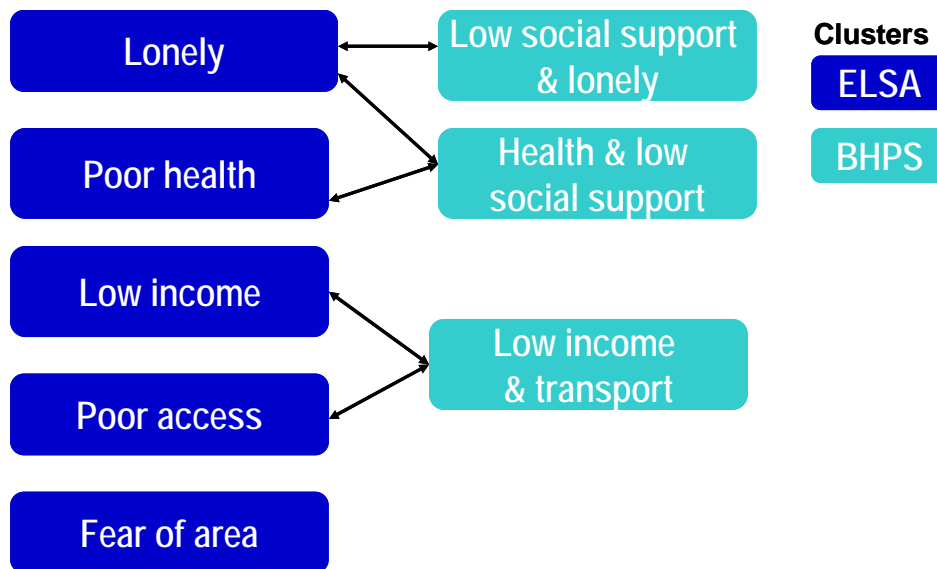 Lonely
Low social support
& lonely
Clusters
ELSA
Poor health
Health & low
social support
BHPS
Low income
Low income
& transport
Poor access
Fear of area